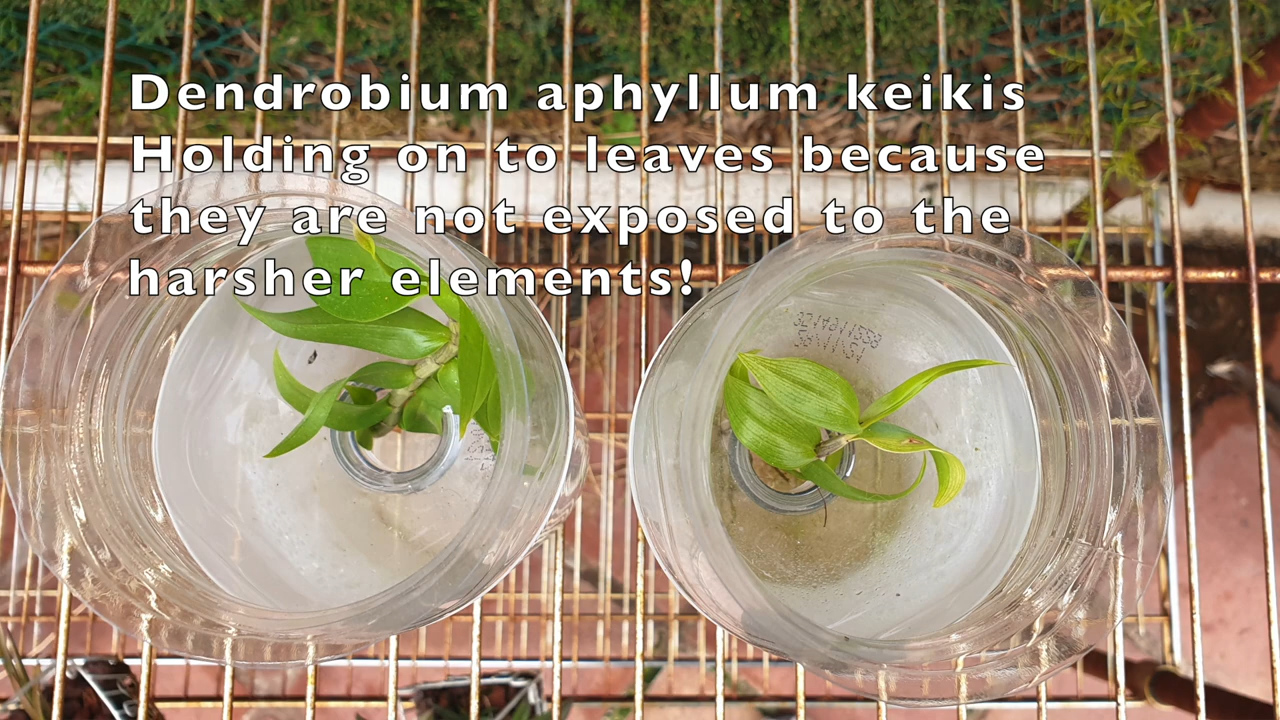 Dendrobium aphyllum keikis
Holding on to leaves because
they are not exposed to the
harsher elements!